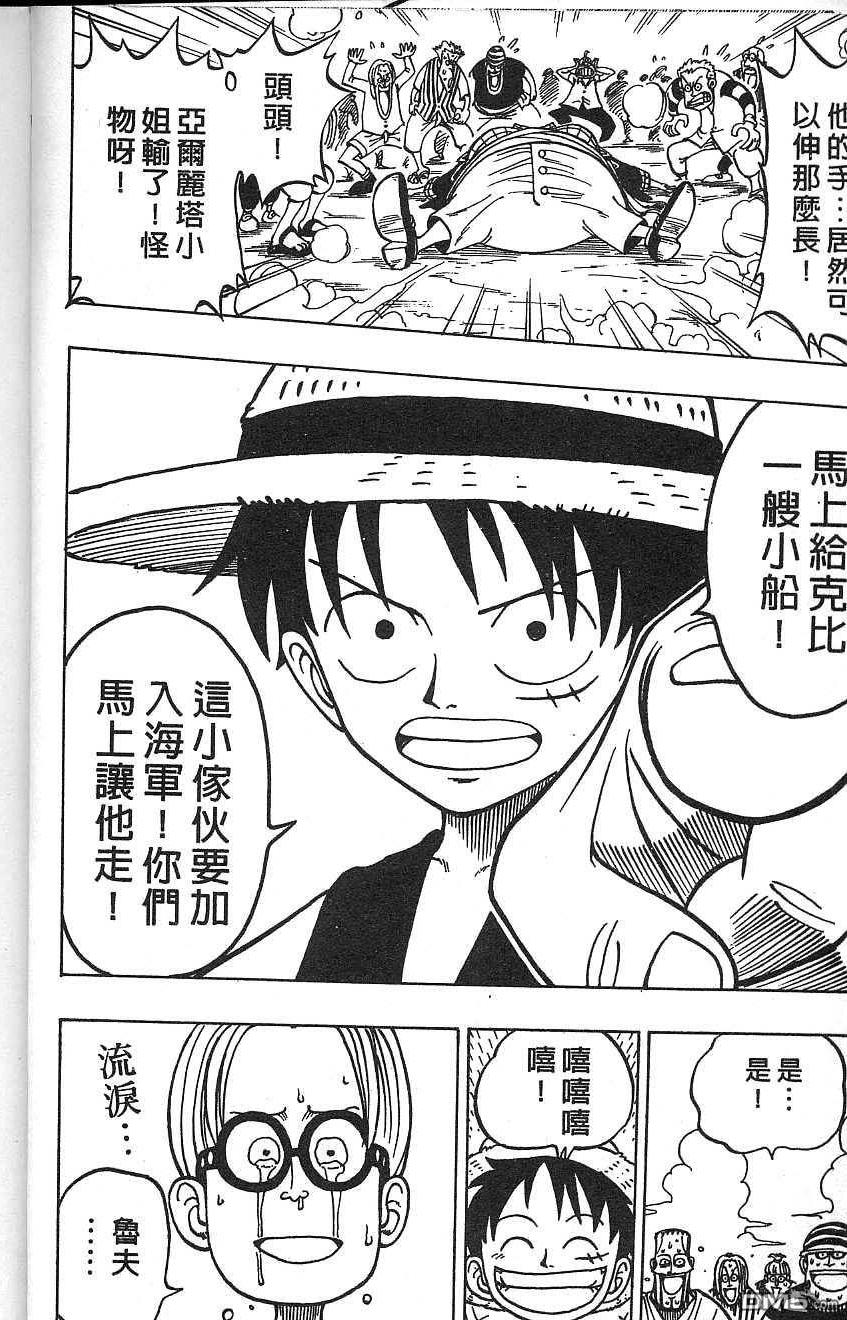 他的手…居然可
以伸那麼長！
頭頭！
亞爾麗塔小
姐輸了！怪
物呀！
馬上給克比
一艘小船！
這小傢伙要加
入海軍！你們
馬上讓他走！
是…
是！
嘻嘻嘻
嘻！
流淚…
魯夫
……